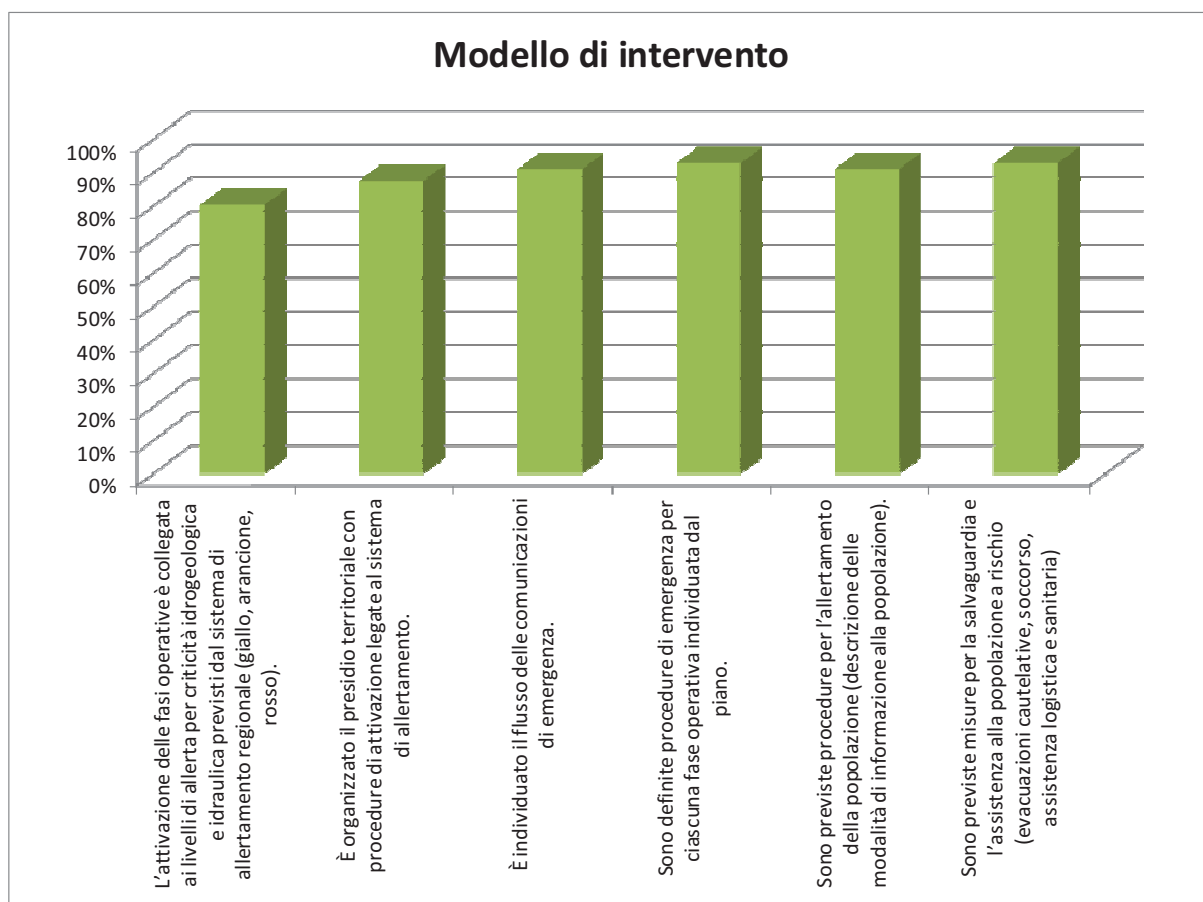 Modello di intervento
100%
90%
80%
70%
60%
50%
40%
30%
20%
10%
0%
L'attivazione delle fasi operative è collegata
ai livelli di allerta per criticità idrogeologica
e idraulica previsti dal sistema di
allertamento regionale (giallo, arancione,
rosso).
È organizzato il presidio territoriale con
procedure di attivazione legate al sistema
di allertamento.
È individuato il flusso delle comunicazioni
di emergenza.
Sono definite procedure di emergenza per
ciascuna fase operativa individuata dal
piano.
Sono previste procedure per l'allertamento
della popolazione (descrizione delle
modalità di informazione alla popolazione).
Sono previste misure per la salvaguardia e
l'assistenza alla popolazione a rischio
(evacuazioni cautelative, soccorso,
assistenza logistica e sanitaria)